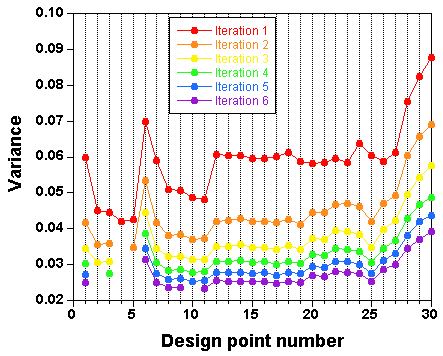 0.10
Iteration 1
Iteration 2
Iteration 3
Iteration 4
Iteration 5
Iteration 6
0.09
0.08
0.07
0.06
0.05
0.04
0.03
0.02
Variance
0 5 10 15 20 25 30
Design point number